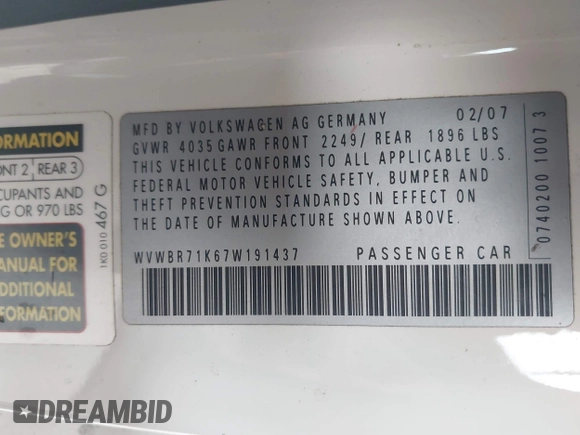 FORMATION
ONT 2 REAR 3
CUPANTS AND
G OR 970 LBS
E OWNER'S
ANUAL FOR
DDITIONAL
FORMATION
1K0 010 467 G
MFD BY VOLKSWAGEN AG GERMANY 02/07
GVWR 4035 GAWR FRONT 2249/ REAR 1896 LBS
THIS VEHICLE CONFORMS TO ALL APPLICABLE U.S.
FEDERAL MOTOR VEHICLE SAFETY, BUMPER AND
THEFT PREVENTION STANDARDS IN EFFECT ON
THE DATE OF MANUFACTURE SHOWN ABOVE.
WVWBR71K67W191437 PASSENGER CAR
0740200 1007 3
DREAMBID